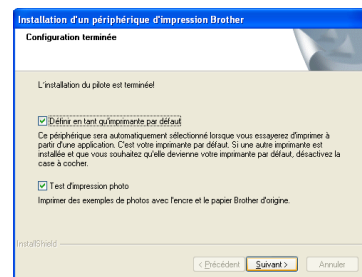 Installation d'un périphérique d'impression Brother
Configuration terminée
L'installation du pilote est terminée!
Définir en tant qu'imprimante par défaut
Ce périphérique sera automatiquement sélectionné lorsque vous essayerez d'imprimer à
partir d'une application. C'est votre imprimante par défaut. Si une autre imprimante est
installée et que vous souhaitez qu'elle devienne votre imprimante par défaut, désactivez la
case à cocher.
Test d'impression photo
Imprimer des exemples de photos avec l'encre et le papier Brother d'origine.
InstallShield
< Précédent
Suivant >
Annuler